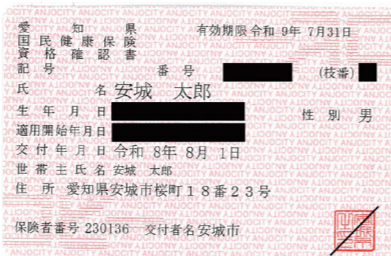 愛知県
国民健康保険
資格確認書
有効期限 令和 9年 7月31日
記号 番号 (枝番)
氏名 安城 太郎
生年月日 性別 男
適用開始年月日
交付年月日 令和 8年 8月 1日
世帯主氏名 安城 太郎
住所 愛知県安城市桜町18番23号
保険者番号 230136 交付者名 安城市